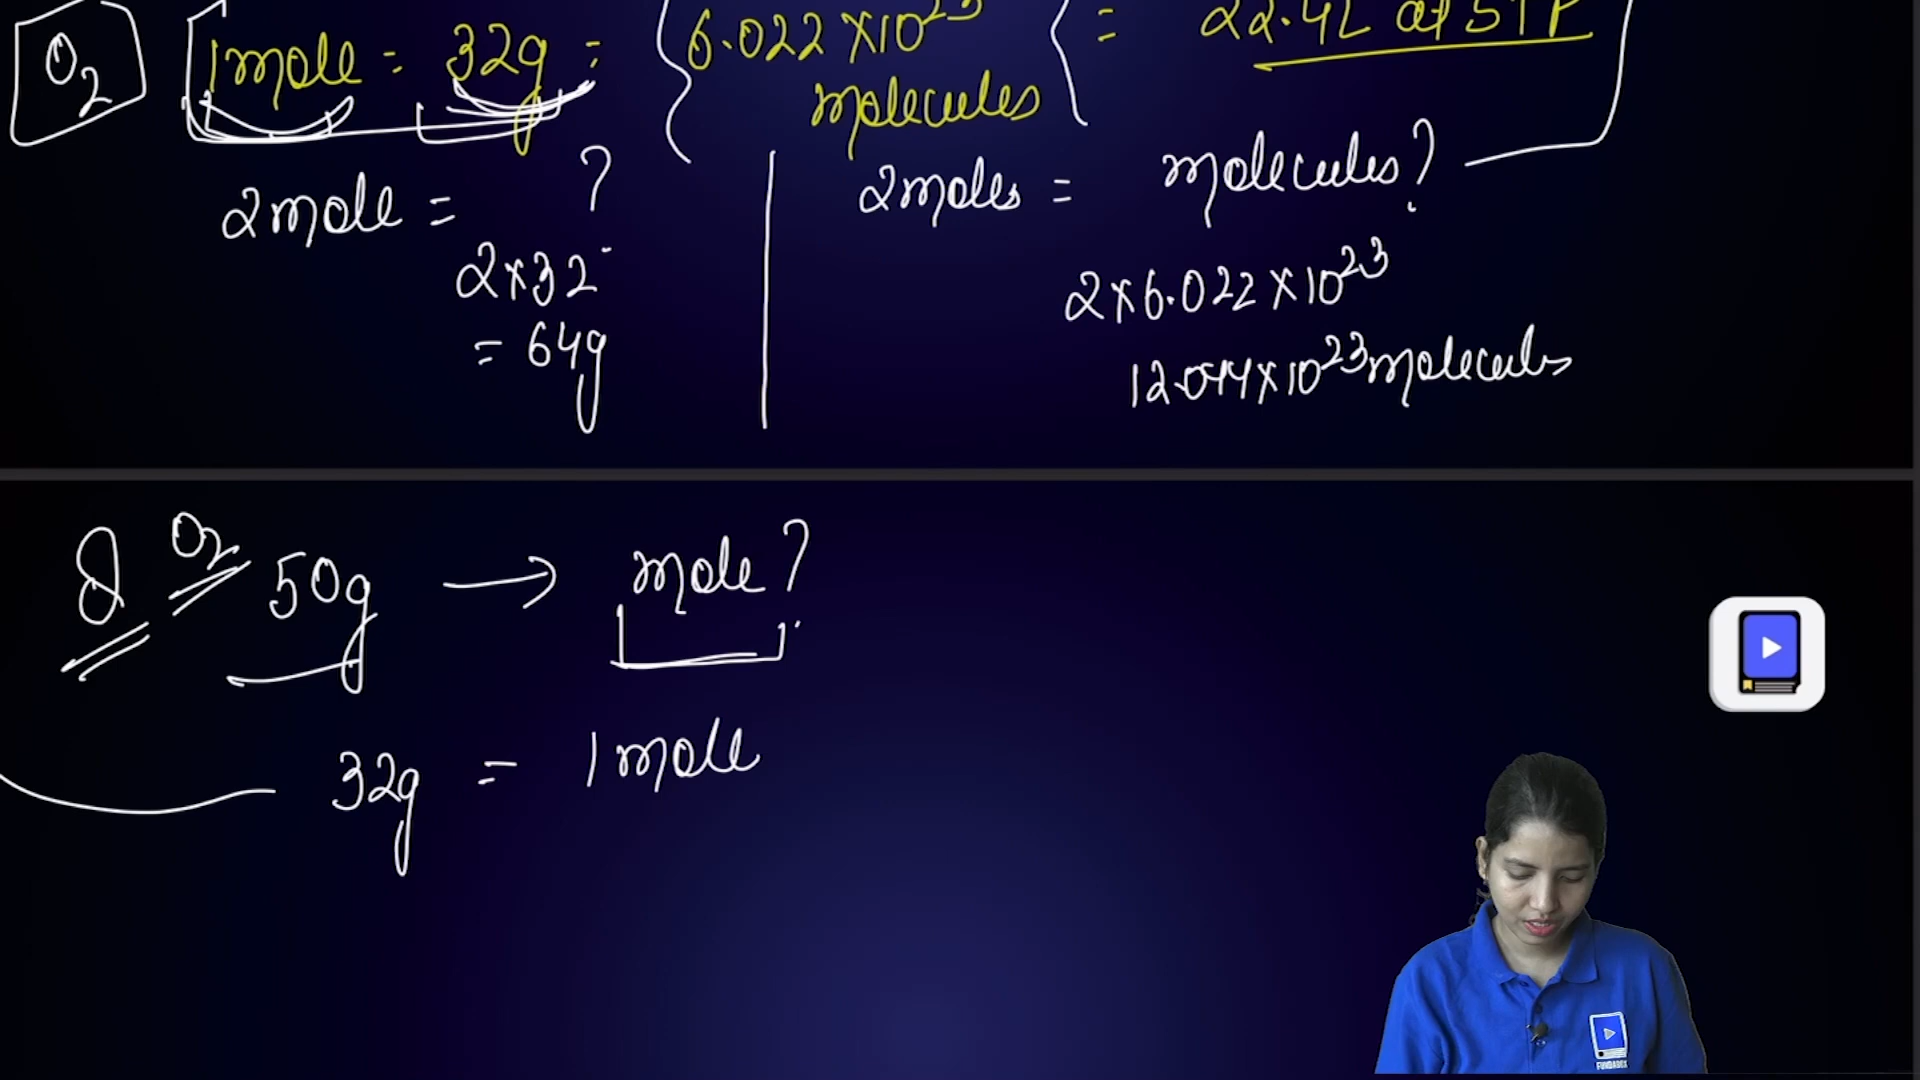 O2 1 mole = 32g = 6.022 × 10^23 molecules = 22.4L at STP
2 mole = ?
2×32
= 64g
2 moles = molecules?
2×6.022×10^23
12.044×10^23 molecules
Q O2 50g → mole?
32g = 1 mole